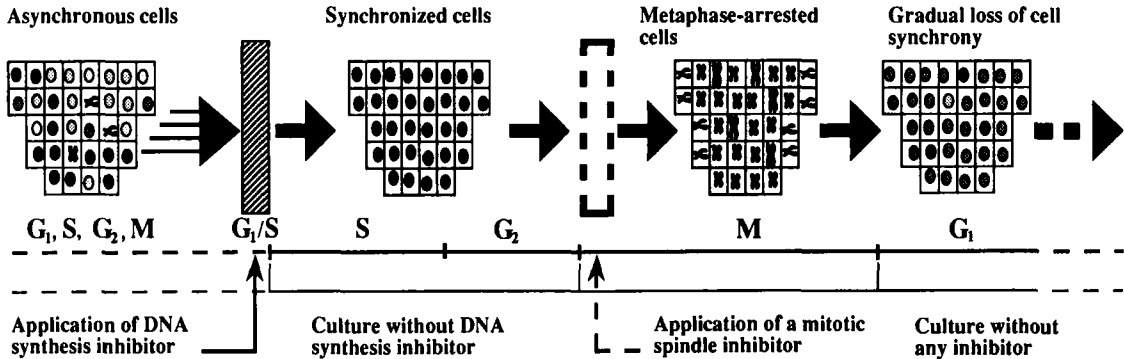 Asynchronous cells
Synchronized cells
Metaphase-arrested
cells
Gradual loss of cell
synchrony
G₁, S, G₂, M
G₁/S
S
G₂
M
G₁
Application of DNA
synthesis inhibitor
Culture without DNA
synthesis inhibitor
Application of a mitotic
spindle inhibitor
Culture without
any inhibitor